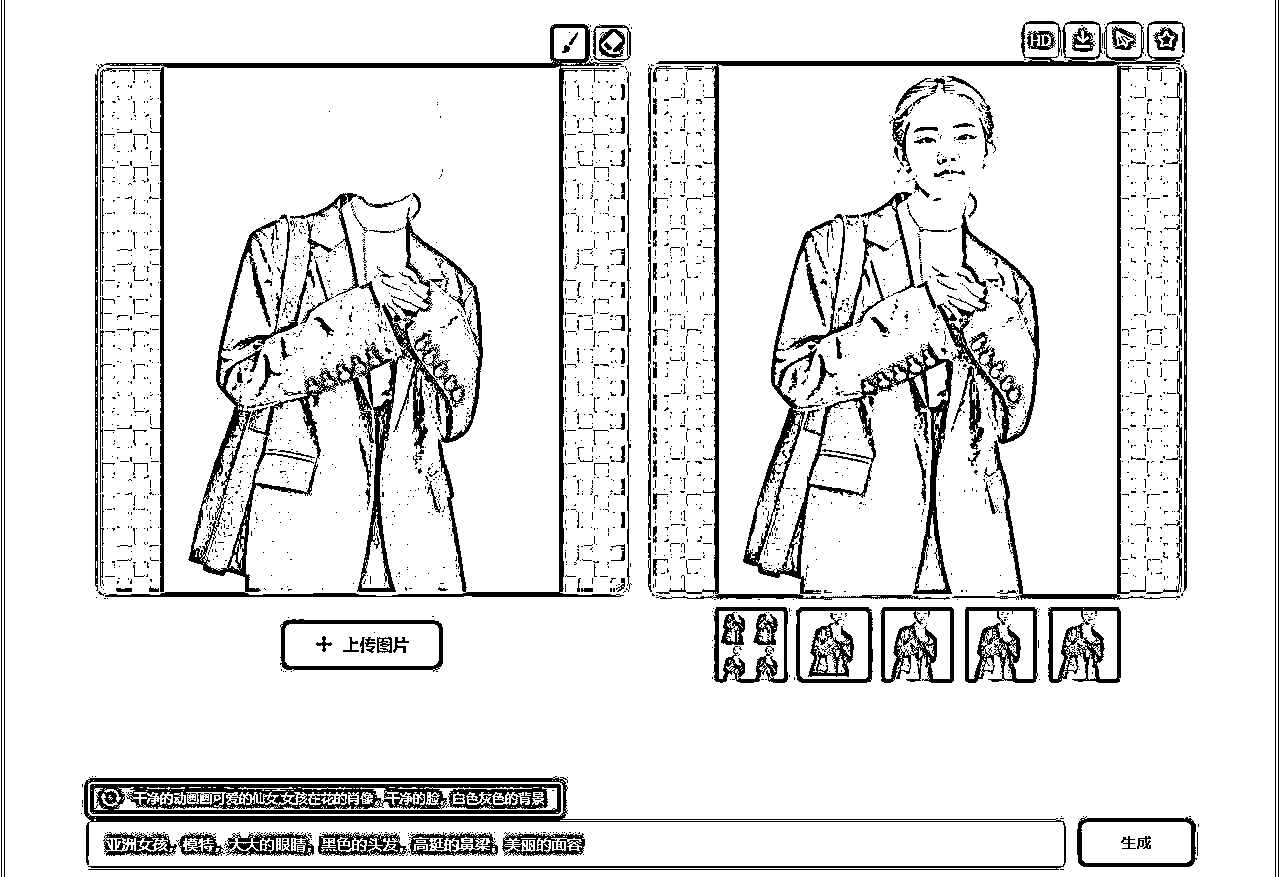 HD
上传图片
干净的动画画可爱的仙女,女孩在花的肖像,干净的脸,白色灰色的背景
亚洲女孩,模特,大大的眼睛,黑色的头发,高挺的鼻梁,美丽的面容
生成